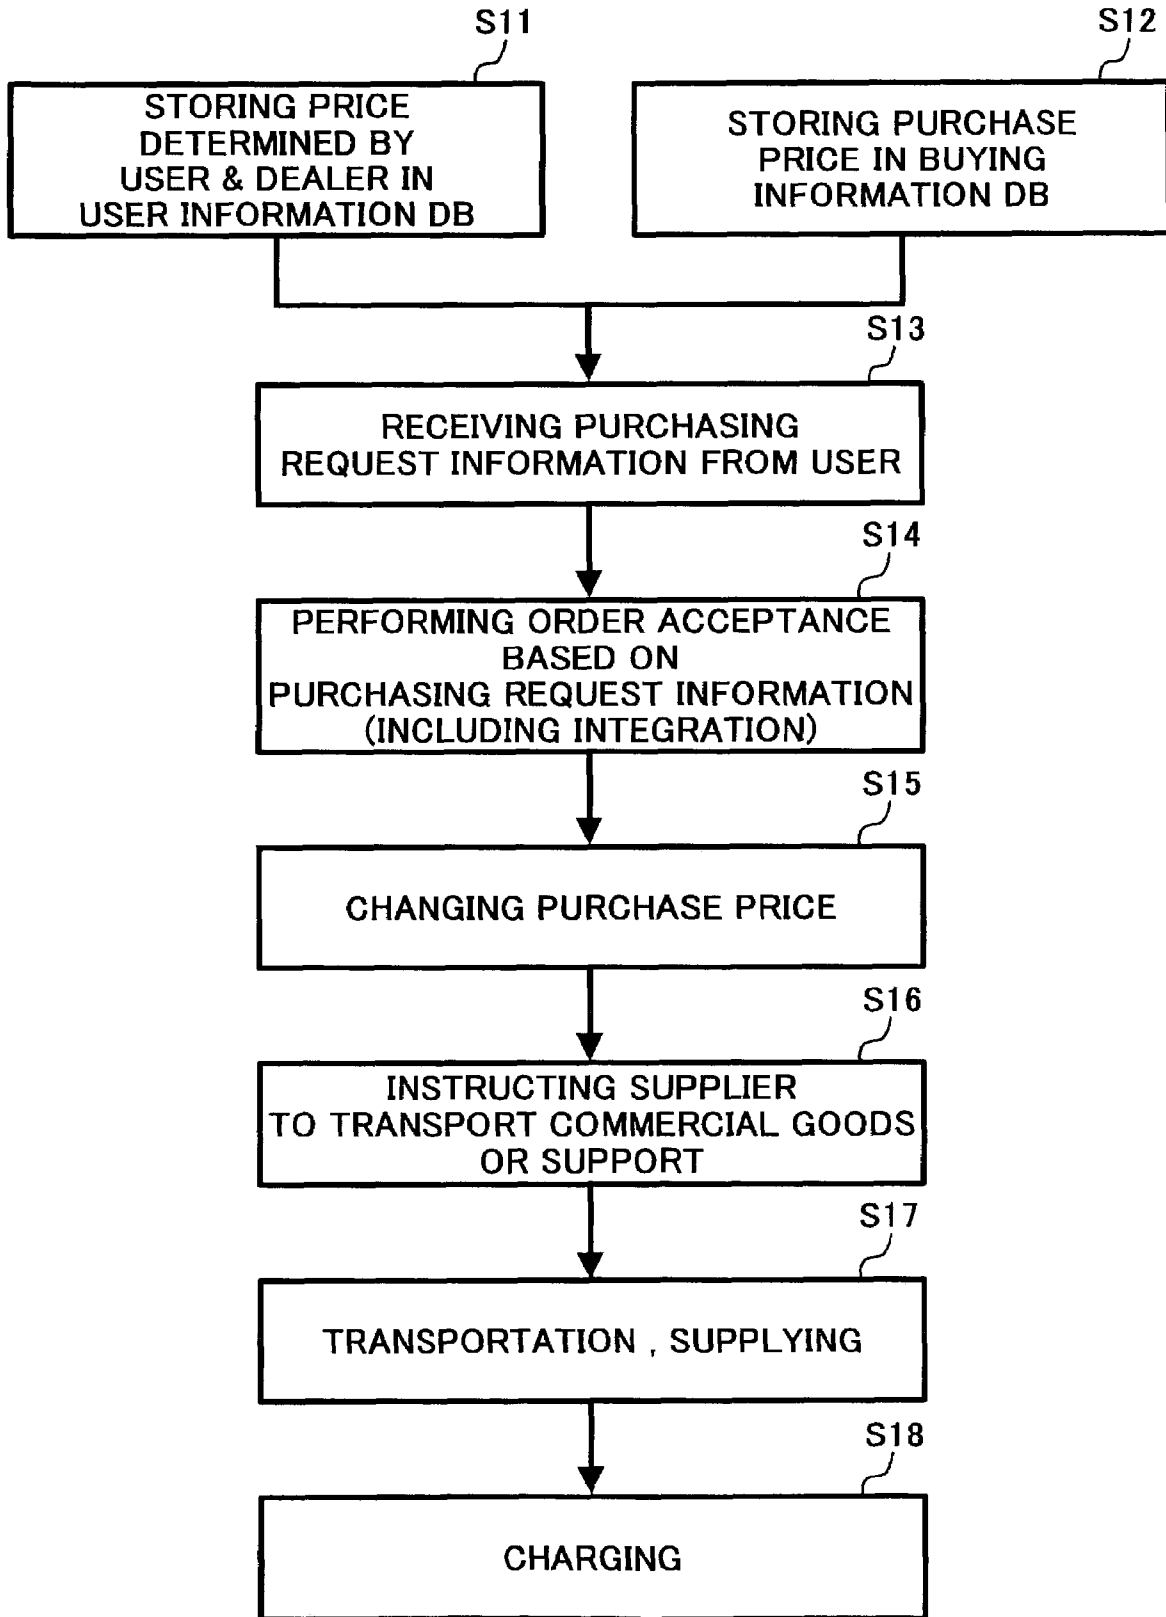 S11
STORING PRICE
DETERMINED BY
USER & DEALER IN
USER INFORMATION DB
S12
STORING PURCHASE
PRICE IN BUYING
INFORMATION DB
S13
RECEIVING PURCHASING
REQUEST INFORMATION FROM USER
S14
PERFORMING ORDER ACCEPTANCE
BASED ON
PURCHASING REQUEST INFORMATION
(INCLUDING INTEGRATION)
S15
CHANGING PURCHASE PRICE
S16
INSTRUCTING SUPPLIER
TO TRANSPORT COMMERCIAL GOODS
OR SUPPORT
S17
TRANSPORTATION , SUPPLYING
S18
CHARGING